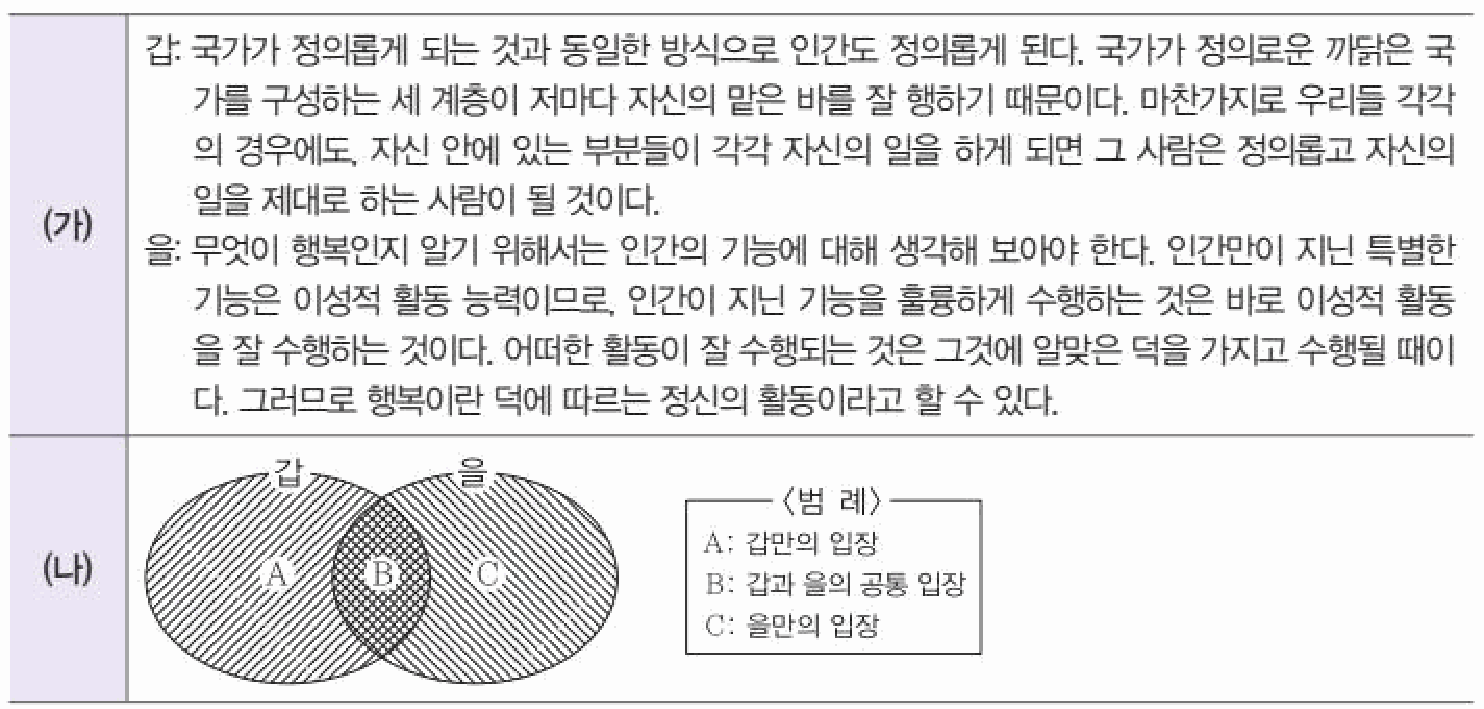 (가)
갑: 국가가 정의롭게 되는 것과 동일한 방식으로 인간도 정의롭게 된다. 국가가 정의로운 까닭은 국
가를 구성하는 세 계층이 저마다 자신의 맡은 바를 잘 행하기 때문이다. 마찬가지로 우리들 각각
의 경우에도, 자신 안에 있는 부분들이 각각 자신의 일을 하게 되면 그 사람은 정의롭고 자신의
일을 제대로 하는 사람이 될 것이다.
을: 무엇이 행복인지 알기 위해서는 인간의 기능에 대해 생각해 보아야 한다. 인간만이 지닌 특별한
기능은 이성적 활동 능력이므로, 인간이 지닌 기능을 훌륭하게 수행하는 것은 바로 이성적 활동
을 잘 수행하는 것이다. 어떠한 활동이 잘 수행되는 것은 그것에 알맞은 덕을 가지고 수행될 때이
다. 그러므로 행복이란 덕에 따르는 정신의 활동이라고 할 수 있다.
(나)
갑 을
A B C
〈범 례〉
A: 갑만의 입장
B: 갑과 을의 공통 입장
C: 을만의 입장